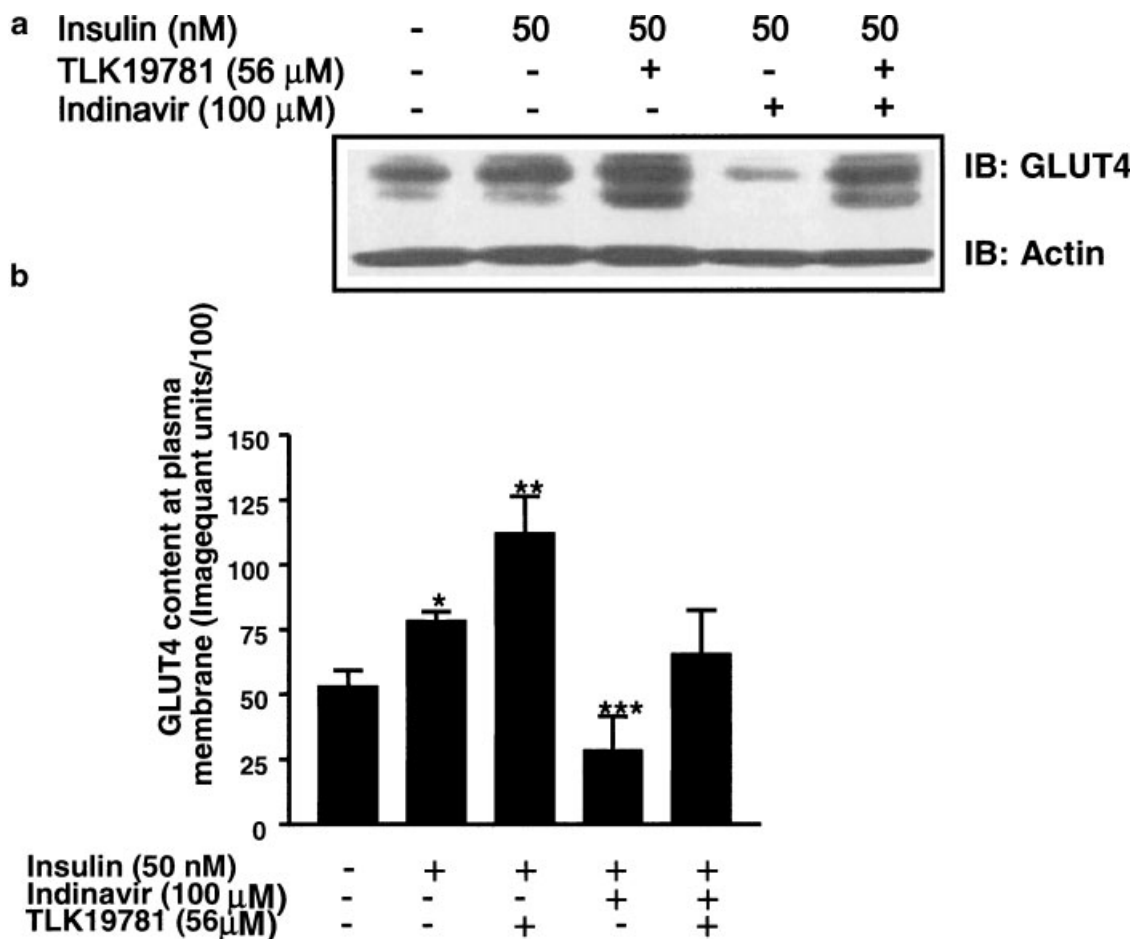 a
Insulin (nM) - 50 50 50 50
TLK19781 (56 μM) - - + - +
Indinavir (100 μM) - - - + +
IB: GLUT4
IB: Actin
b
GLUT4 content at plasma
membrane (Imagequant units/100)
150
125
100
75
50
25
0
*
**
***
Insulin (50 nM) - + + + +
Indinavir (100 μM) - - - + +
TLK19781 (56μM) - - + - +